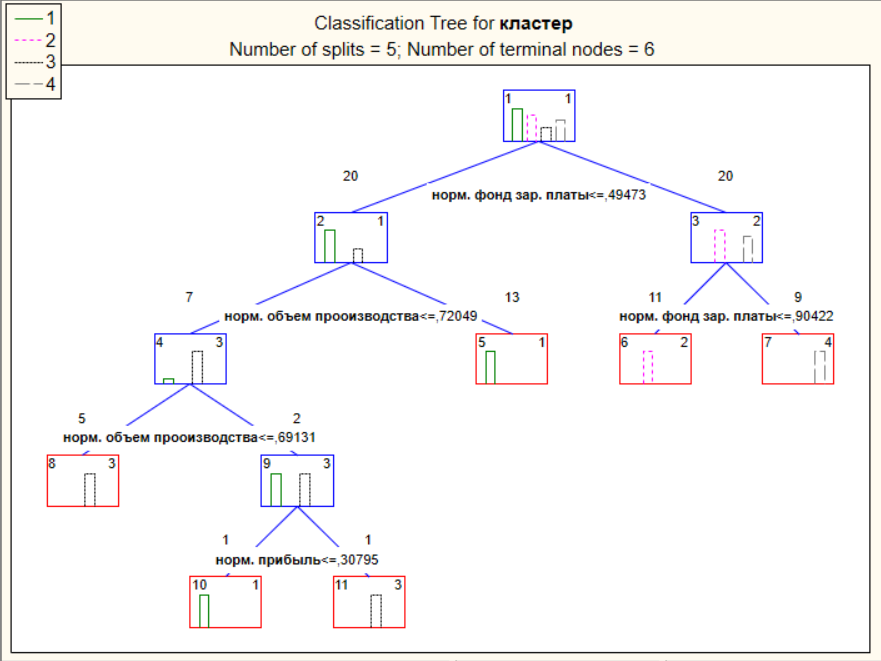 1
2
3
4
Classification Tree for кластер
Number of splits = 5; Number of terminal nodes = 6
1 1
20 20
норм. фонд зар. платы<=,49473
2 1
3 2
7 13
норм. объем прооизводства<=,72049
11 9
норм. фонд зар. платы<=,90422
4 3
5 1
6 2
7 4
5 2
норм. объем прооизводства<=,69131
8 3
9 3
1 1
норм. прибыль<=,30795
10 1
11 3